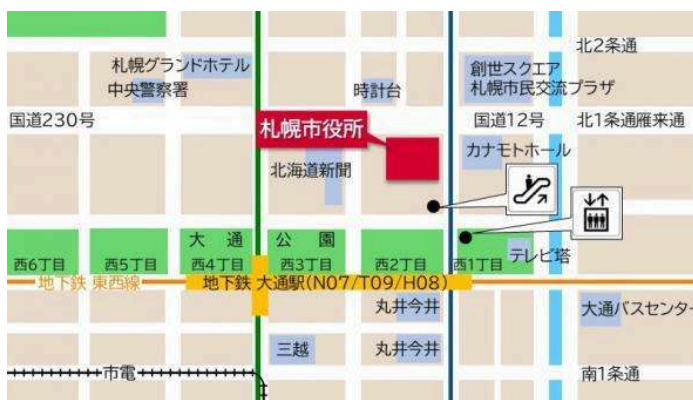 北2条通
札幌グランドホテル
中央警察署
時計台
創世スクエア
札幌市民交流プラザ
国道230号
札幌市役所
国道12号
北1条通雁来通
カナモトホール
北海道新聞
大通公園
西6丁目
西5丁目
西4丁目
西3丁目
西2丁目
西1丁目
テレビ塔
地下鉄 東西線
地下鉄 大通駅(N07/T09/H08)
丸井今井
大通バスセンター
三越
丸井今井
市電
南1条通